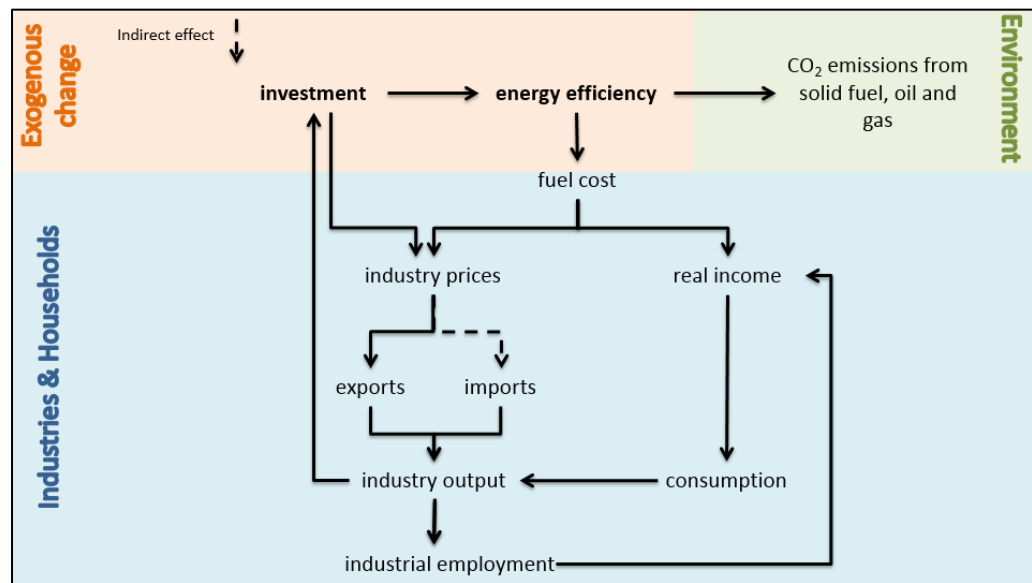 Exogenous
change
Indirect effect
investment
energy efficiency
CO₂ emissions from
solid fuel, oil and
gas
Environment
Industries & Households
fuel cost
industry prices
real income
exports
imports
industry output
consumption
industrial employment